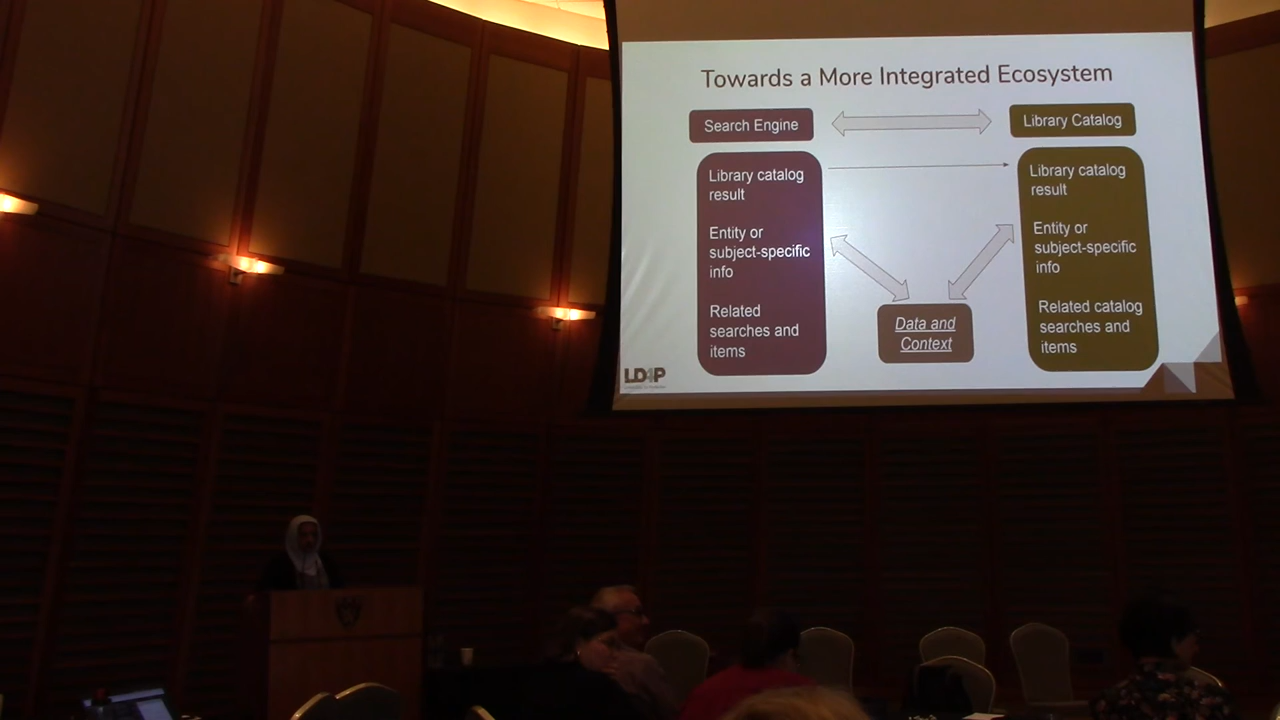 Towards a More Integrated Ecosystem
Search Engine
Library Catalog
Library catalog
result
Entity or
subject-specific
info
Related
searches and
items
Data and
Context
Library catalog
result
Entity or
subject-specific
info
Related catalog
searches and
items
LD4P